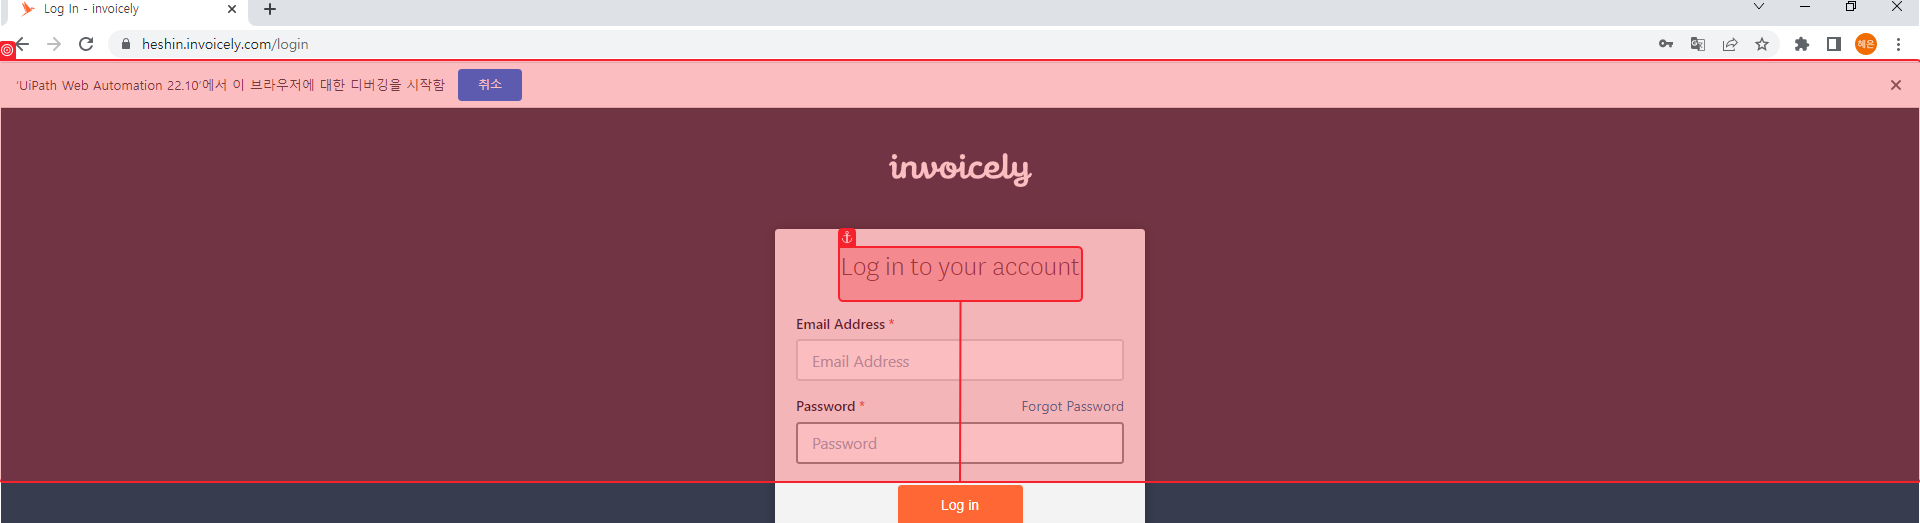 Log In - invoicely
heshin.invoicely.com/login
혜은
'UiPath Web Automation 22.10'에서 이 브라우저에 대한 디버깅을 시작함
취소
invoicely
Log in to your account
Email Address *
Email Address
Password *
Forgot Password
Password
Log in